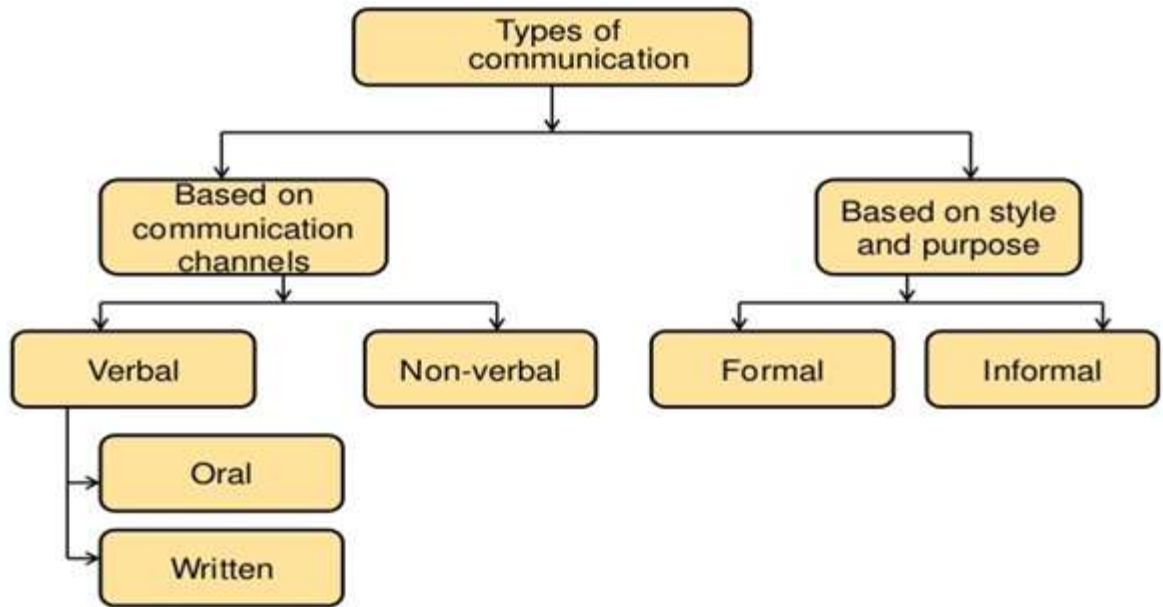 Types of
communication
Based on
communication
channels
Based on style
and purpose
Verbal
Non-verbal
Formal
Informal
Oral
Written